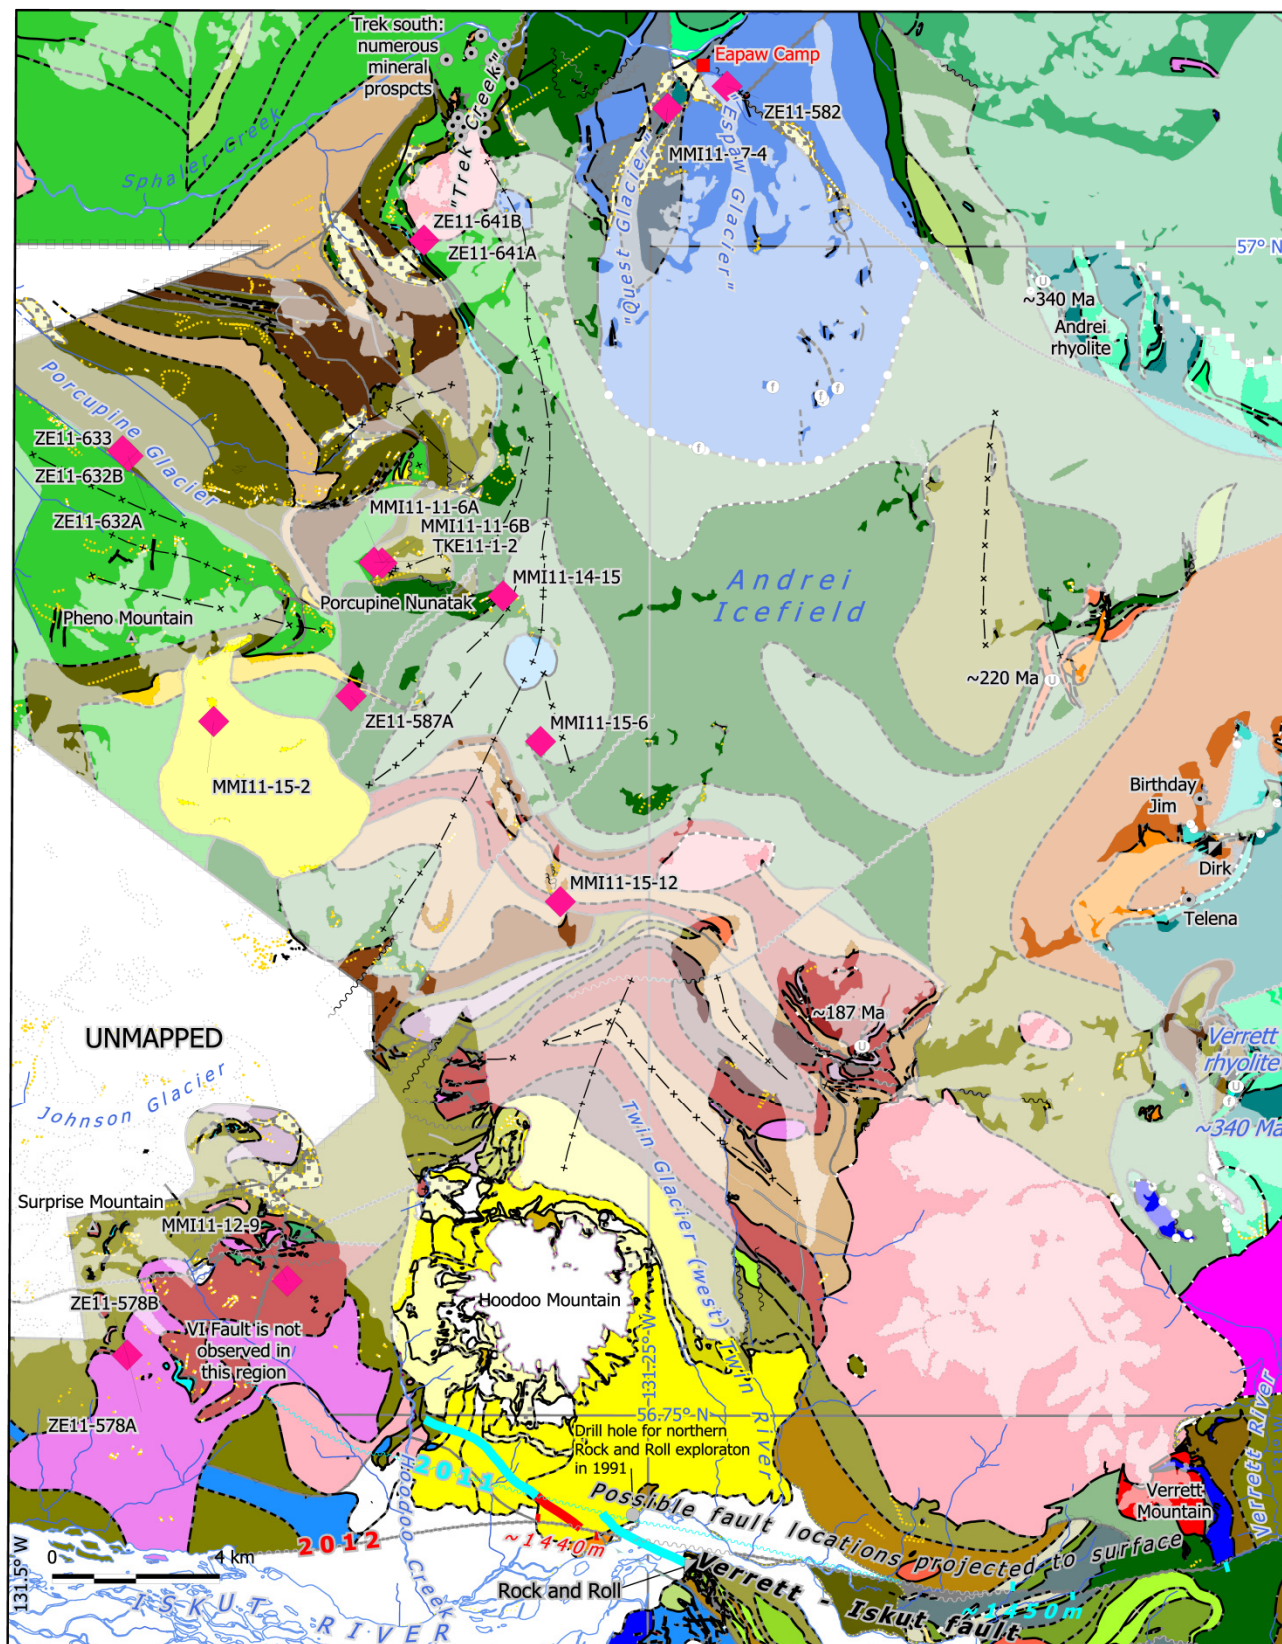 Trek south:
numerous
mineral
prospcts
Eapaw Camp
"Trek Creek"
ZE11-582
Sphaler Creek
MMI11-17-4
"Quest Glacier"
"Espaw Glacier"
ZE11-641B
ZE11-641A
57° N
~340 Ma
Andrei
rhyolite
Porcupine Glacier
ZE11-633
ZE11-632B
ZE11-632A
MMI11-11-6A
MMI11-11-6B
TKE11-1-2
MMI11-14-15
Porcupine Nunatak
Andrei
Icefield
Pheno Mountain
~220 Ma
ZE11-587A
MMI11-15-6
MMI11-15-2
Birthday
Jim
Dirk
MMI11-15-12
Telena
~187 Ma
UNMAPPED
Verrett
rhyolite
~340 Ma
Johnson Glacier
Twin Glacier (west)
Surprise Mountain
MMI11-12-9
ZE11-578B
Hoodoo Mountain
VI Fault is not
observed in
this region
131.25° W
Twin River
ZE11-578A
56.75° N
Drill hole for northern
Rock and Roll exploraton
in 1991
Verrett River
2011
Hoodoo Creek
Possible fault locations projected to surface
Verrett
Mountain
2012
~1440m
131.5° W
0 4 km
Rock and Roll
Verrett - Iskut fault
~1450m
ISKUT RIVER